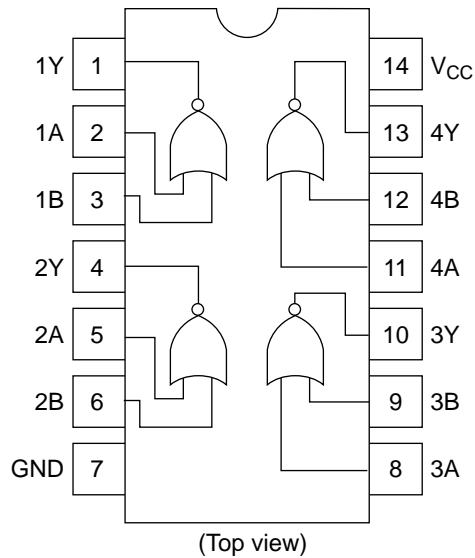 1Y 1 14 VCC
1A 2 13 4Y
1B 3 12 4B
2Y 4 11 4A
2A 5 10 3Y
2B 6 9 3B
GND 7 8 3A
(Top view)